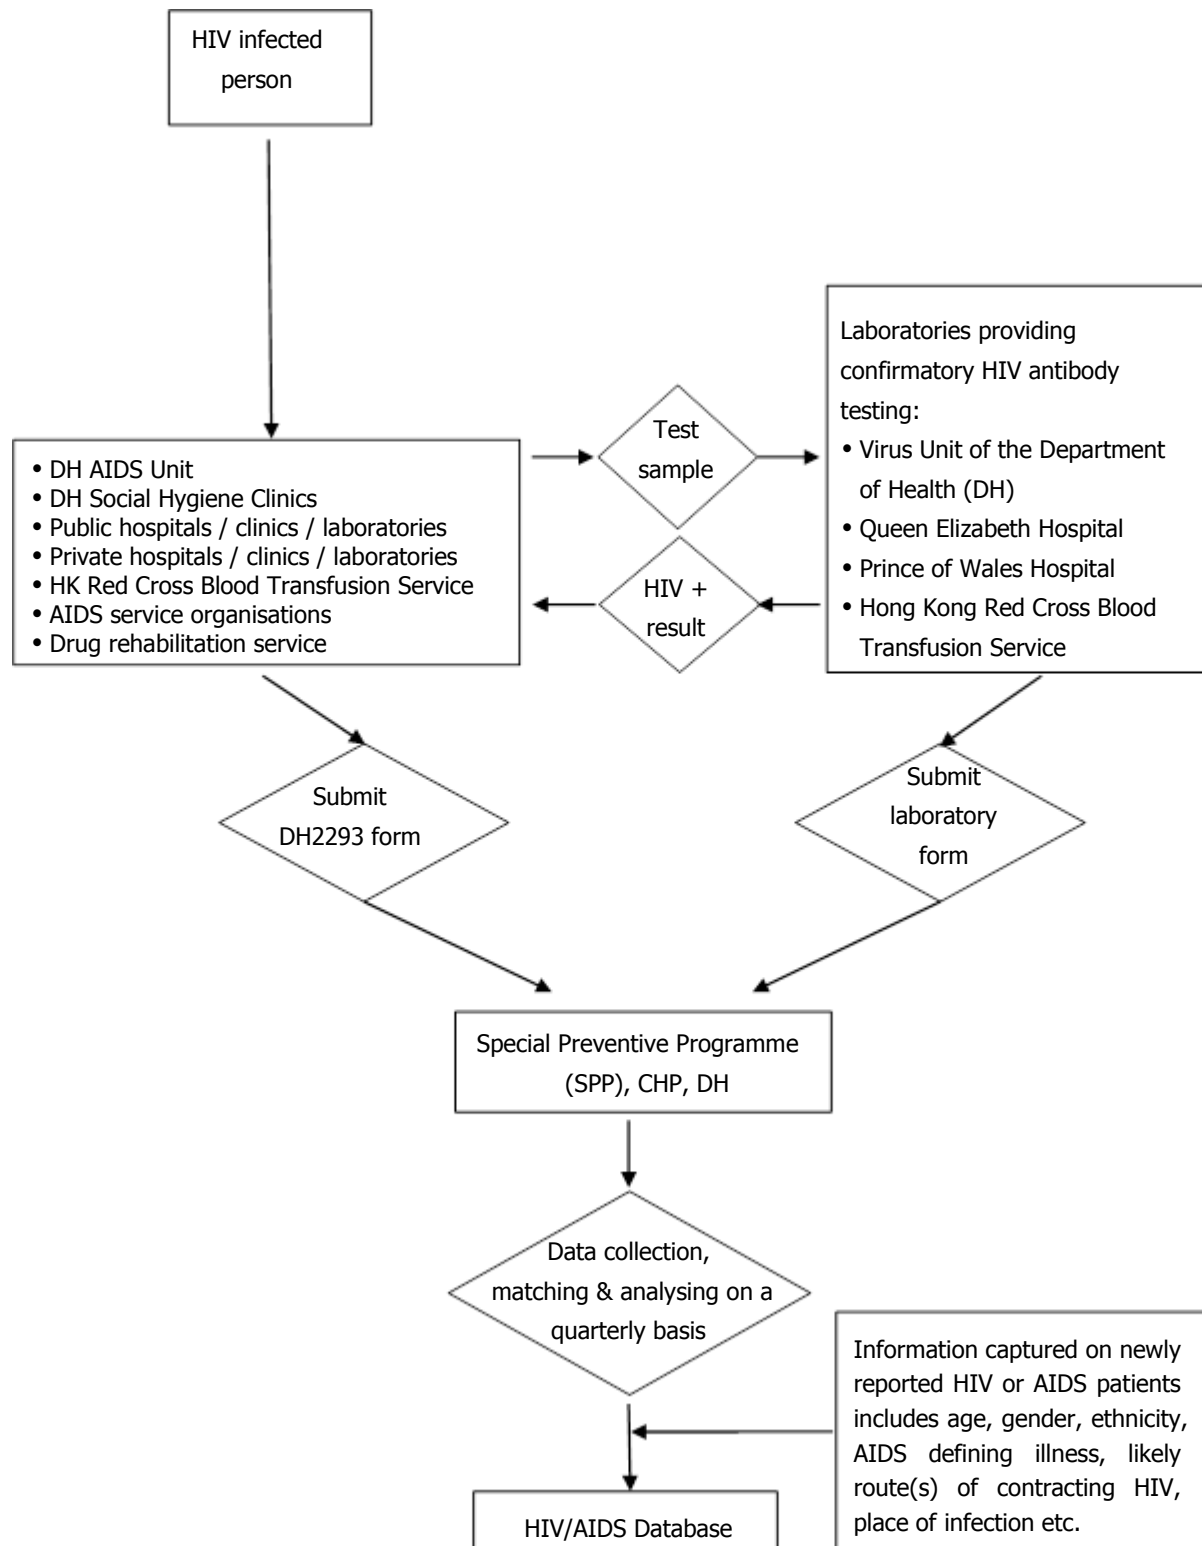 HIV infected
person
Laboratories providing
confirmatory HIV antibody
testing:
• Virus Unit of the Department
of Health (DH)
• Queen Elizabeth Hospital
• Prince of Wales Hospital
• Hong Kong Red Cross Blood
Transfusion Service
Test
sample
• DH AIDS Unit
• DH Social Hygiene Clinics
• Public hospitals / clinics / laboratories
• Private hospitals / clinics / laboratories
• HK Red Cross Blood Transfusion Service
• AIDS service organisations
• Drug rehabilitation service
HIV +
result
Submit
DH2293 form
Submit
laboratory
form
Special Preventive Programme
(SPP), CHP, DH
Data collection,
matching & analysing on a
quarterly basis
Information captured on newly
reported HIV or AIDS patients
includes age, gender, ethnicity,
AIDS defining illness, likely
route(s) of contracting HIV,
place of infection etc.
HIV/AIDS Database